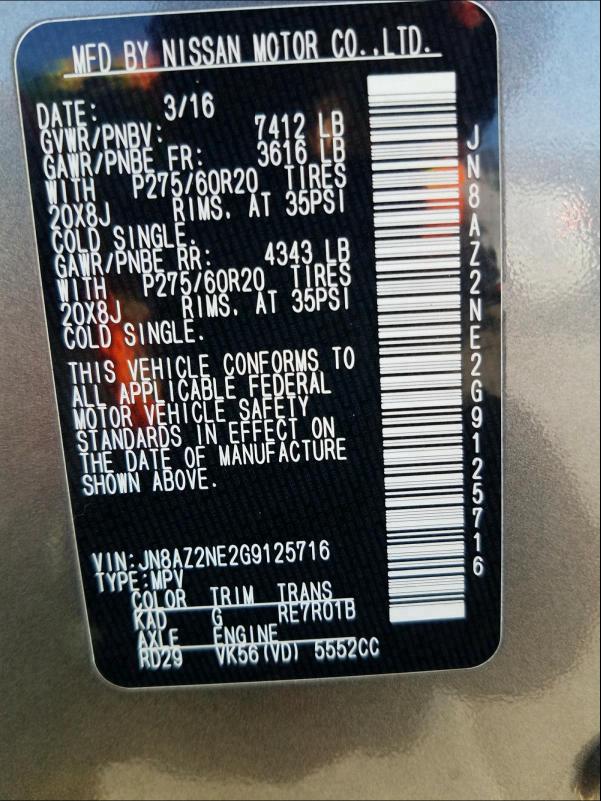 MFD BY NISSAN MOTOR CO.,LTD.
DATE: 3/16
GVWR/PNBV: 7412 LB
GAWR/PNBE FR: 3616 LB
WITH P275/60R20 TIRES
20X8J RIMS. AT 35PSI
COLD SINGLE.
GAWR/PNBE RR: 4343 LB
WITH P275/60R20 TIRES
20X8J RIMS. AT 35PSI
COLD SINGLE.
THIS VEHICLE CONFORMS TO
ALL APPLICABLE FEDERAL
MOTOR VEHICLE SAFETY
STANDARDS IN EFFECT ON
THE DATE OF MANUFACTURE
SHOWN ABOVE.
VIN:JN8AZ2NE2G9125716
TYPE:MPV
COLOR TRIM TRANS
KAD G RE7R01B
AXLE ENGINE
RD29 VK56(VD) 5552CC
JN8AZ2NE2G9125716